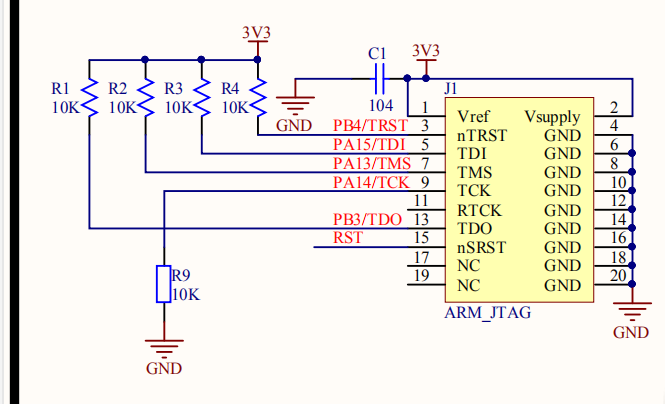 3V3
C1
3V3
R1
R2
R3
R4
J1
10K
10K
10K
10K
104
GND
1
Vref
Vsupply
2
PB4/TRST
3
nTRST
GND
4
PA15/TDI
5
TDI
GND
6
PA13/TMS
7
TMS
GND
8
PA14/TCK
9
TCK
GND
10
11
RTCK
GND
12
PB3/TDO
13
TDO
GND
14
RST
15
nSRST
GND
16
17
NC
GND
18
19
NC
GND
20
R9
10K
ARM_JTAG
GND
GND